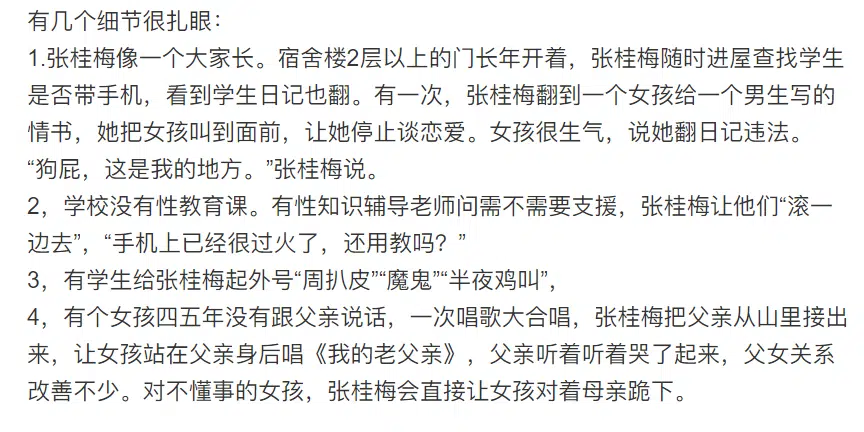 有几个细节很扎眼：
1.张桂梅像一个大家长。宿舍楼2层以上的门长年开着，张桂梅随时进屋查找学生
是否带手机，看到学生日记也翻。有一次，张桂梅翻到一个女孩给一个男生写的
情书，她把女孩叫到面前，让她停止谈恋爱。女孩很生气，说她翻日记违法。
“狗屁，这是我的地方。”张桂梅说。
2，学校没有性教育课。有性知识辅导老师问需不需要支援，张桂梅让他们“滚一
边去”，“手机上已经很过火了，还用教吗？”
3，有学生给张桂梅起外号“周扒皮”“魔鬼”“半夜鸡叫”，
4，有个女孩四五年没有跟父亲说话，一次唱歌大合唱，张桂梅把父亲从山里接出
来，让女孩站在父亲身后唱《我的老父亲》，父亲听着听着哭了起来，父女关系
改善不少。对不懂事的女孩，张桂梅会直接让女孩对着母亲跪下。